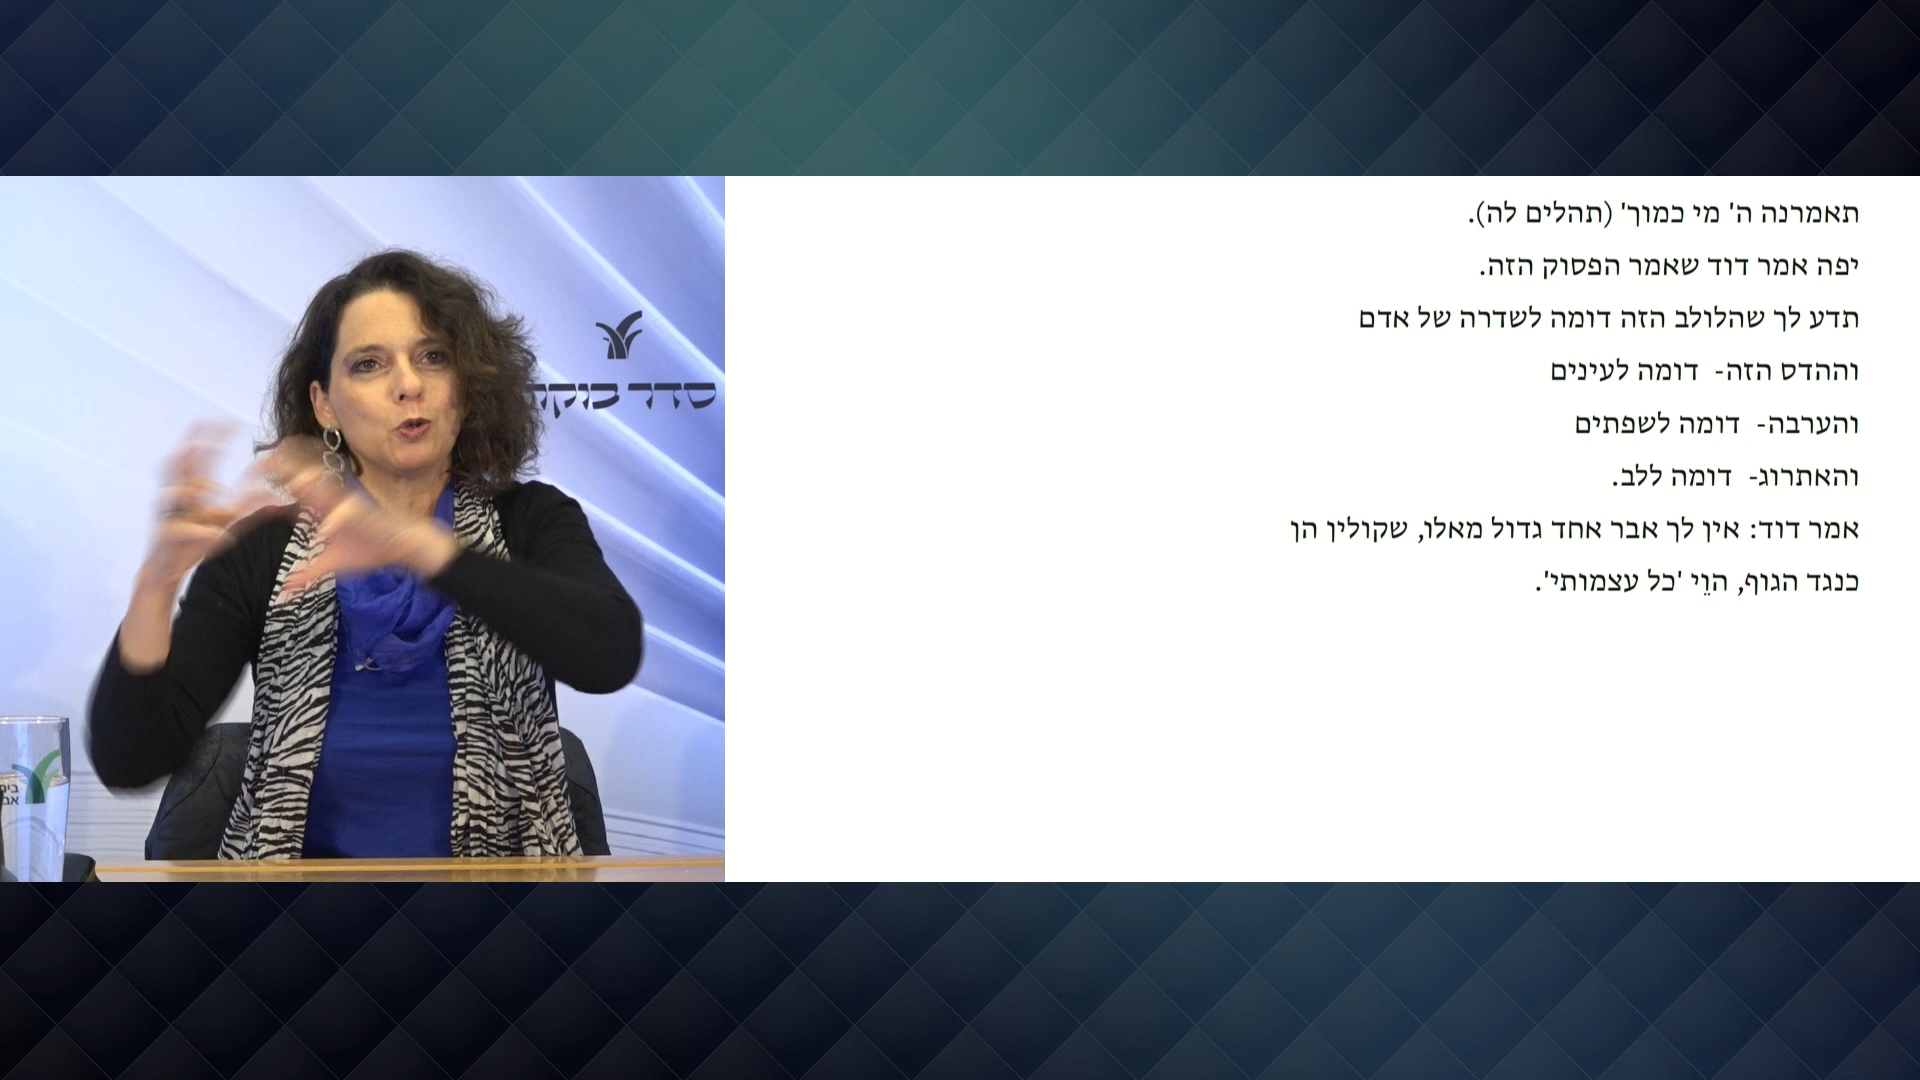 תאמרנה ה' מי כמוך' (תהלים לה).
יפה אמר דוד שאמר הפסוק הזה.
תדע לך שהלולב הזה דומה לשדרה של אדם
וההדס הזה- דומה לעינים
והערבה- דומה לשפתים
והאתרוג- דומה ללב.
אמר דוד: אין לך אבר אחד גדול מאלו, שקולין הן
כנגד הגוף, הוֵי 'כל עצמותי'.
סדר בוקר